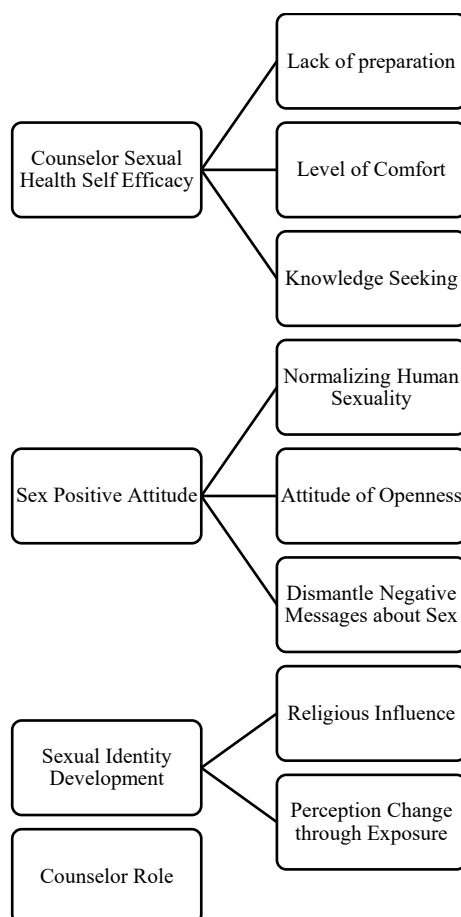 Counselor Sexual
Health Self Efficacy
Lack of preparation
Level of Comfort
Knowledge Seeking
Sex Positive Attitude
Normalizing Human
Sexuality
Attitude of Openness
Dismantle Negative
Messages about Sex
Sexual Identity
Development
Religious Influence
Perception Change
through Exposure
Counselor Role